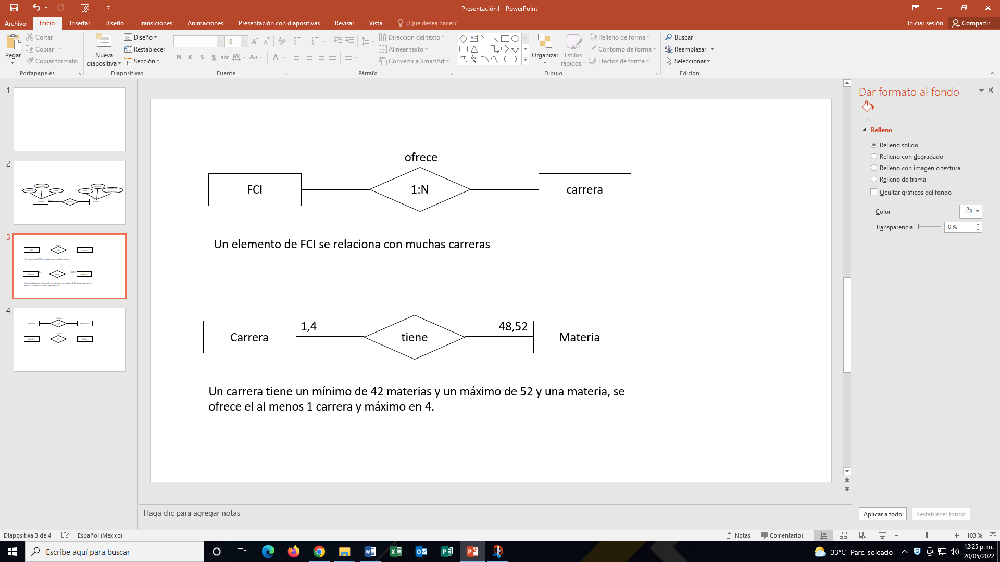 Presentación1 - PowerPoint
Archivo Inicio Insertar Diseño Transiciones Animaciones Presentación con diapositivas Revisar Vista ¿Qué desea hacer? Iniciar sesión Compartir
Pegar
Cortar
Copiar
Copiar formato
Portapapeles
Nueva diapositiva
Diseño
Restablecer
Sección
Diapositivas
18
N K S S abc AV Aa A
Fuente
Dirección del texto
Alinear texto
Convertir a SmartArt
Párrafo
Organizar
Estilos rápidos
Relleno de forma
Contorno de forma
Efectos de forma
Dibujo
Buscar
Reemplazar
Seleccionar
Edición
1
2
3
4
ofrece
FCI 1:N carrera
Un elemento de FCI se relaciona con muchas carreras
1,4 48,52
Carrera tiene Materia
Un carrera tiene un mínimo de 42 materias y un máximo de 52 y una materia, se
ofrece el al menos 1 carrera y máximo en 4.
Haga clic para agregar notas
Dar formato al fondo
Relleno
Relleno sólido
Relleno con degradado
Relleno con imagen o textura
Relleno de trama
Ocultar gráficos del fondo
Color
Transparencia 0 %
Aplicar a todo Restablecer fondo
Diapositiva 3 de 4 Español (México) Notas Comentarios 103 %
Escribe aquí para buscar
33°C Parc. soleado
12:25 p. m.
20/05/2022